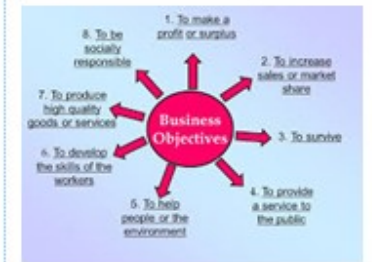 1. To make a
profit or surplus
2. To increase
sales or market
share
3. To survive
4. To provide
a service to
the public
5. To help
people or the
environment
6. To develop
the skills of the
workers
7. To produce
high quality
goods or services
8. To be
socially
responsible
Business
Objectives